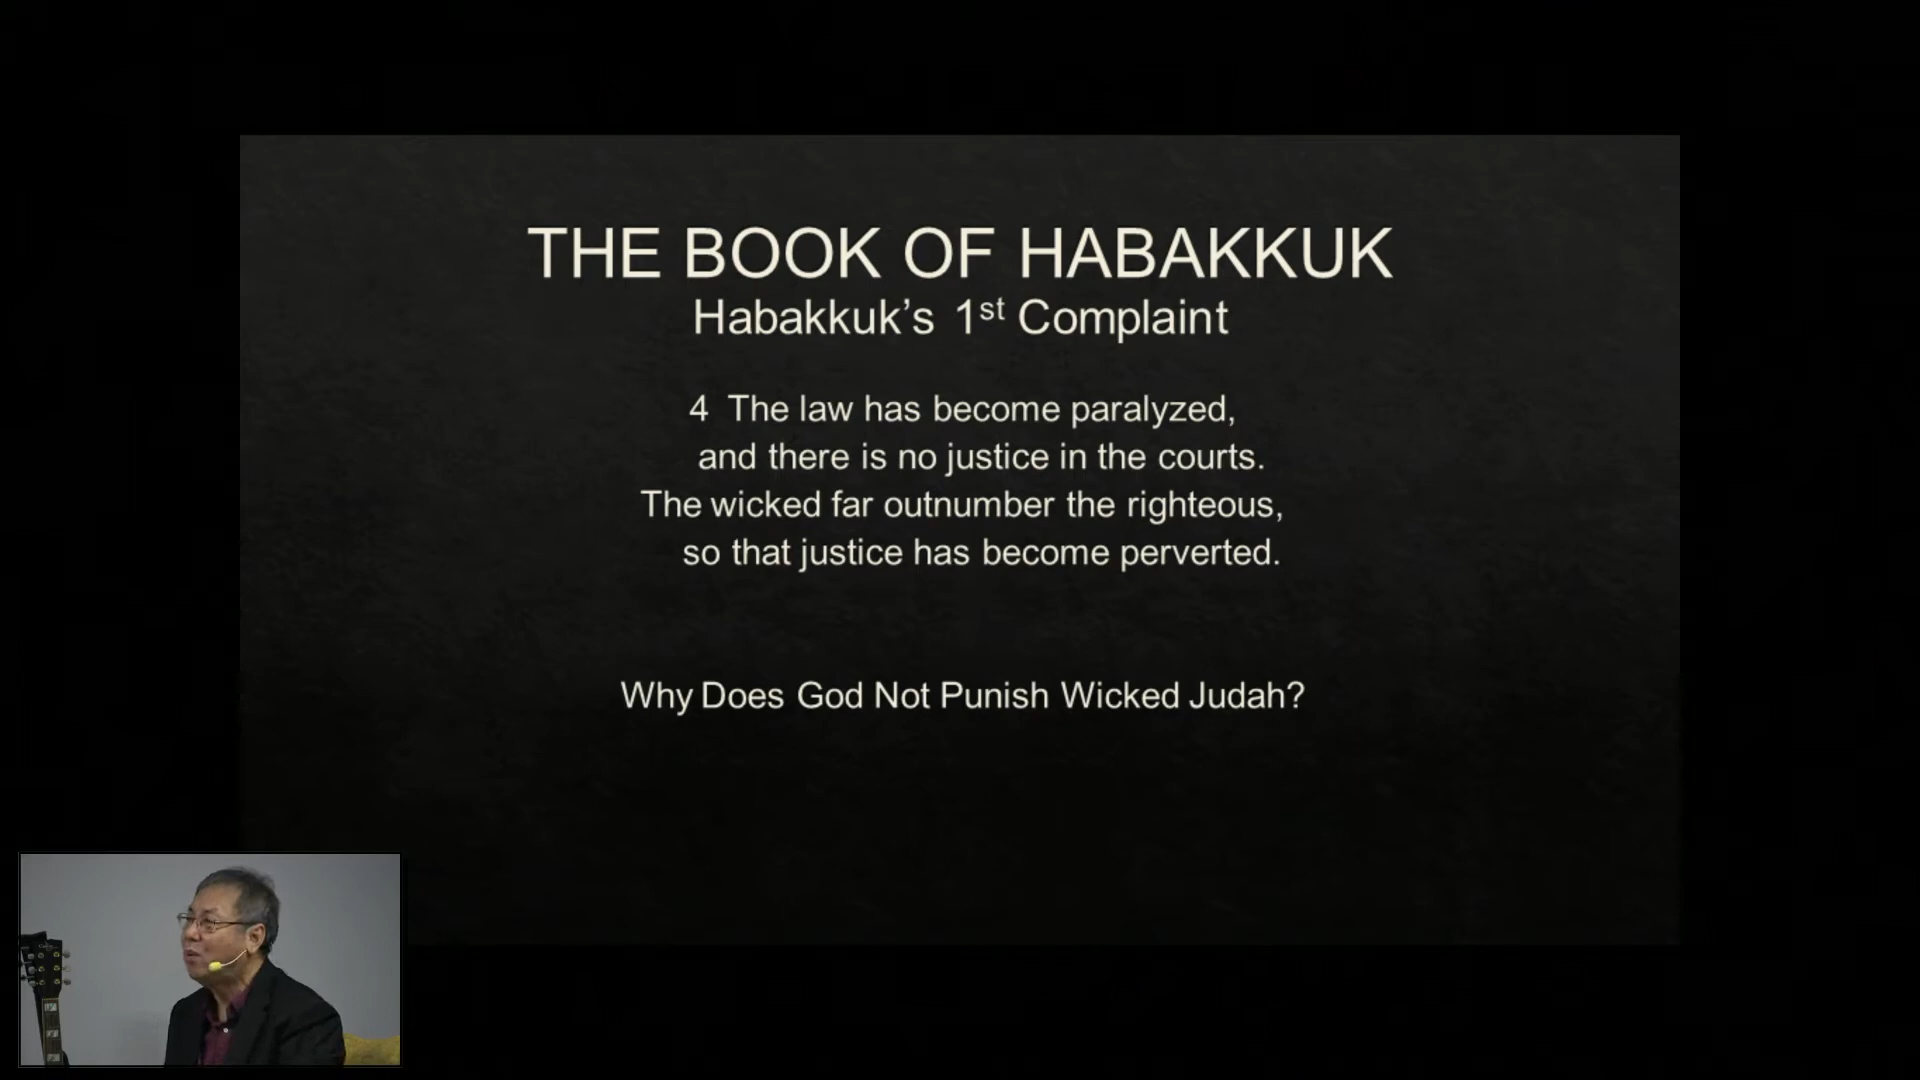 THE BOOK OF HABAKKUK
Habakkuk’s 1st Complaint
4 The law has become paralyzed,
and there is no justice in the courts.
The wicked far outnumber the righteous,
so that justice has become perverted.
Why Does God Not Punish Wicked Judah?